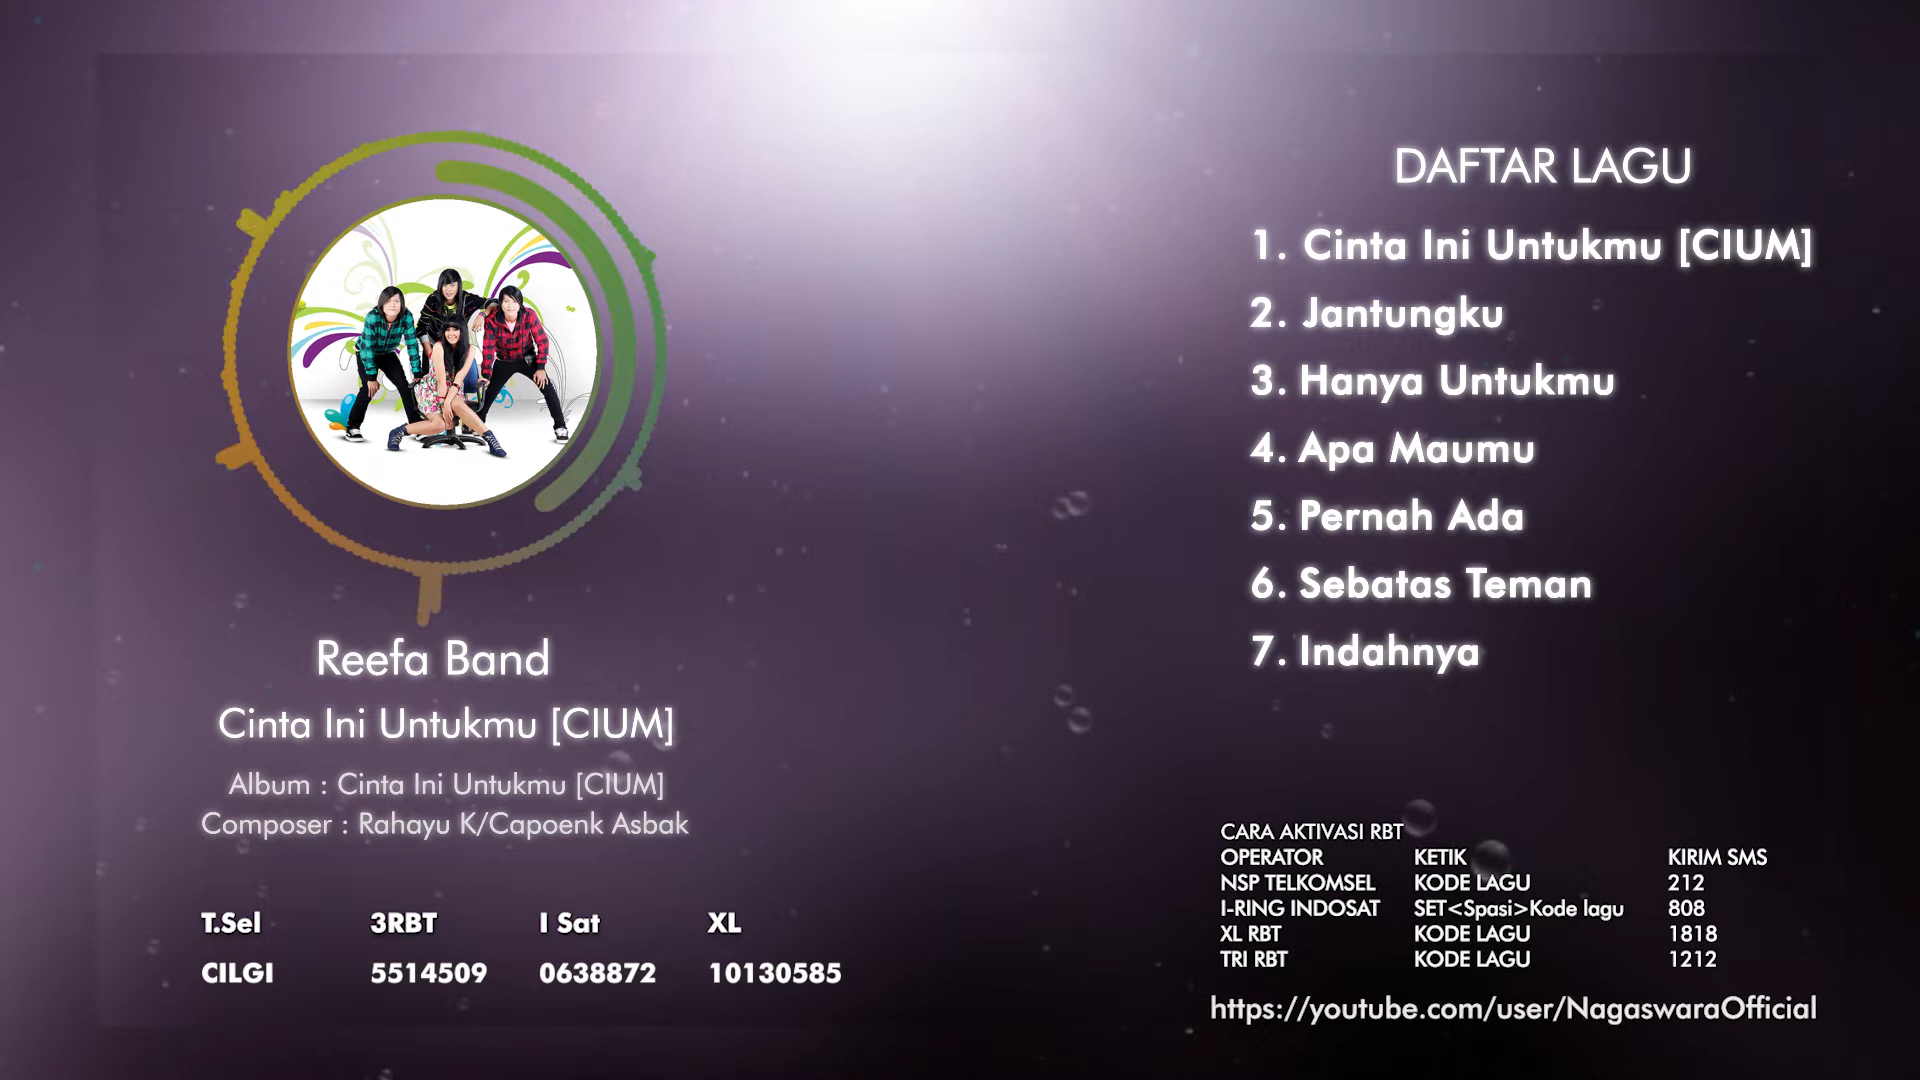 Reefa Band
Cinta Ini Untukmu [CIUM]
Album : Cinta Ini Untukmu [CIUM]
Composer : Rahayu K/Capoenk Asbak
T.Sel 3RBT I Sat XL
CILGI 5514509 0638872 10130585
DAFTAR LAGU
1. Cinta Ini Untukmu [CIUM]
2. Jantungku
3. Hanya Untukmu
4. Apa Maumu
5. Pernah Ada
6. Sebatas Teman
7. Indahnya
CARA AKTIVASI RBT
OPERATOR KETIK KIRIM SMS
NSP TELKOMSEL KODE LAGU 212
I-RING INDOSAT SET<Spasi>Kode lagu 808
XL RBT KODE LAGU 1818
TRI RBT KODE LAGU 1212
https://youtube.com/user/NagaswaraOfficial